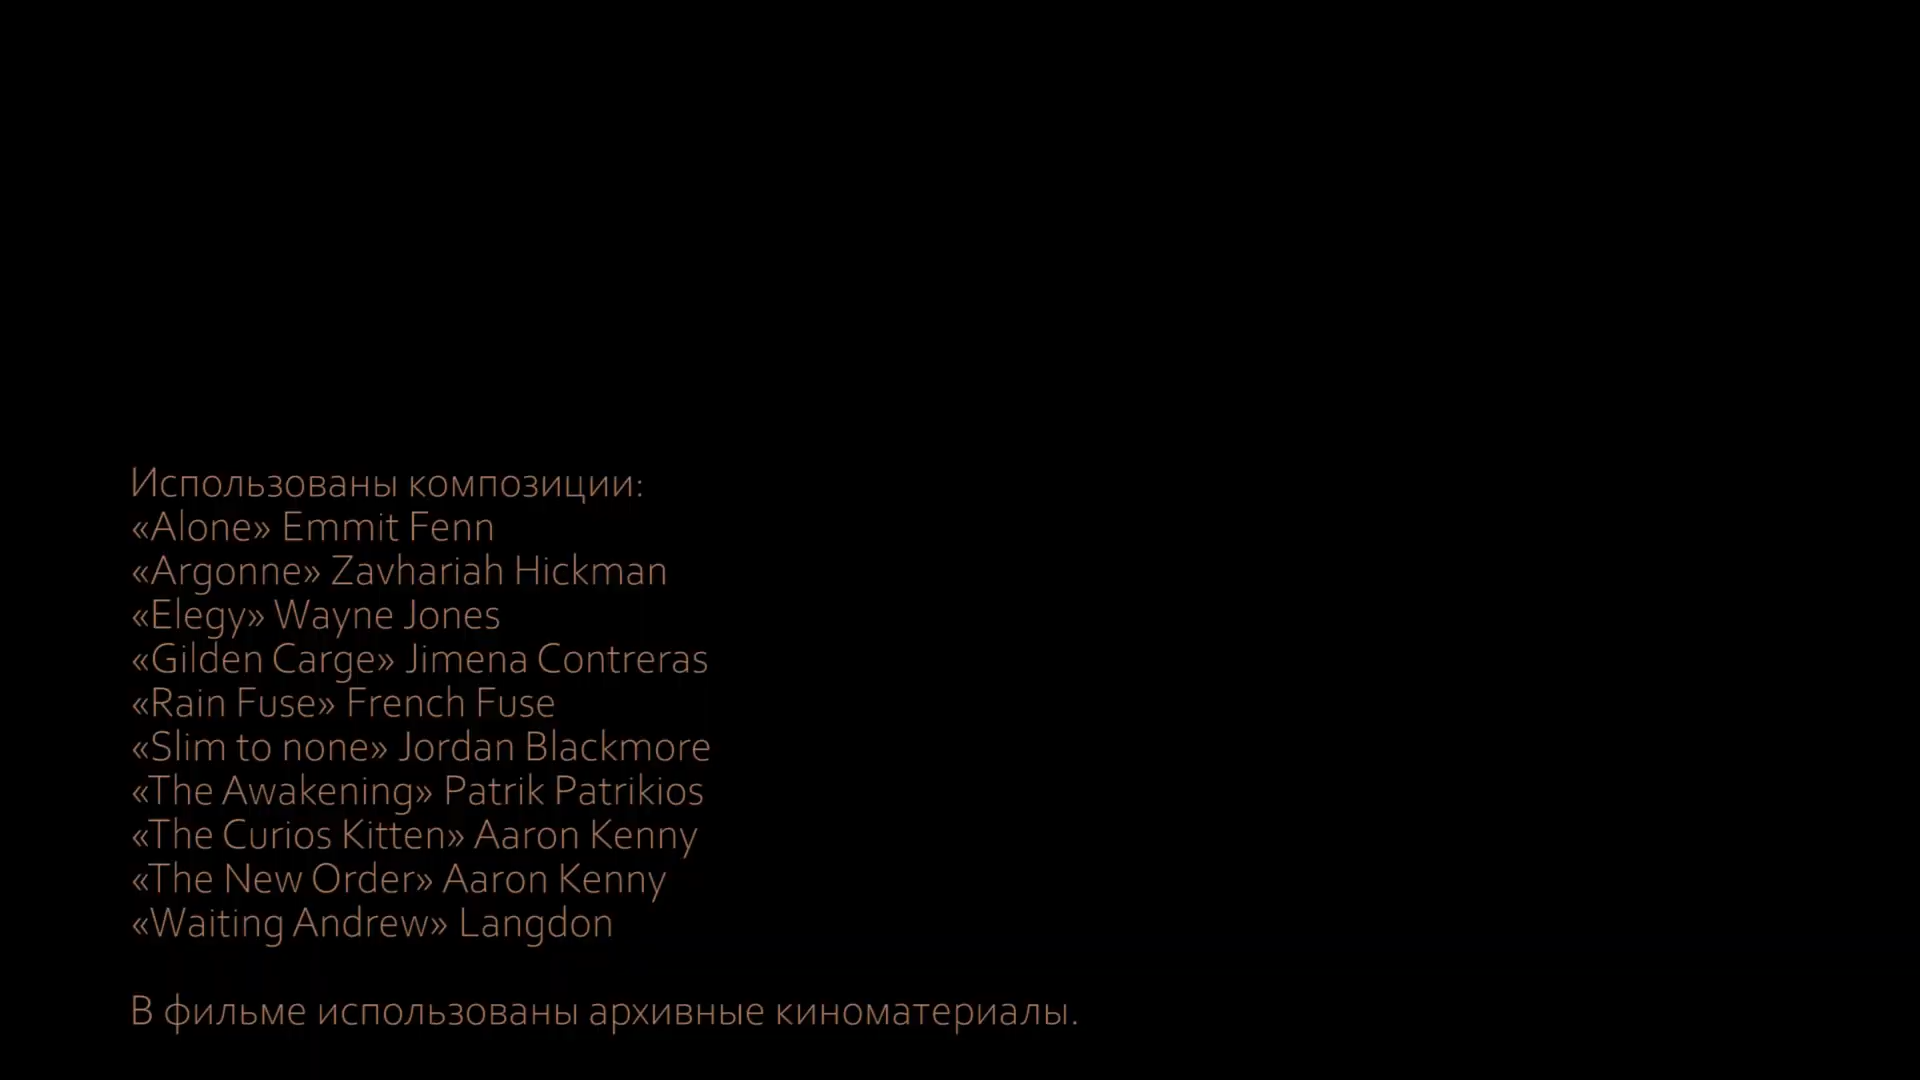 Использованы композиции:
«Alone» Emmit Fenn
«Argonne» Zavhariah Hickman
«Elegy» Wayne Jones
«Gilden Carge» Jimena Contreras
«Rain Fuse» French Fuse
«Slim to none» Jordan Blackmore
«The Awakening» Patrik Patrikios
«The Curios Kitten» Aaron Kenny
«The New Order» Aaron Kenny
«Waiting Andrew» Langdon
В фильме использованы архивные киноматериалы.